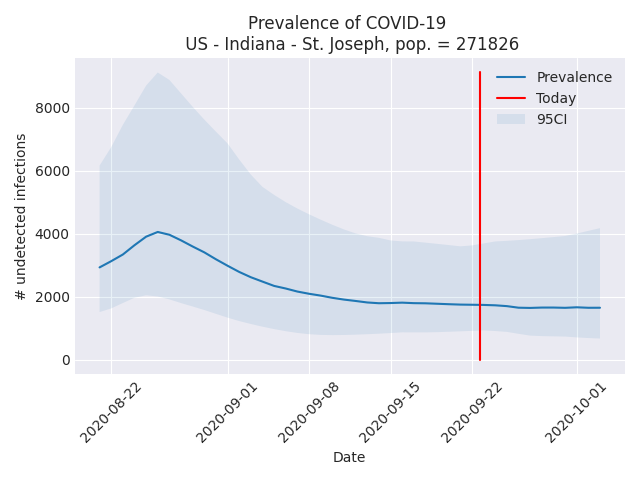 Prevalence of COVID-19
US - Indiana - St. Joseph, pop. = 271826
Prevalence
Today
95CI
# undetected infections
8000
6000
4000
2000
0
2020-08-22
2020-09-01
2020-09-08
2020-09-15
2020-09-22
2020-10-01
Date